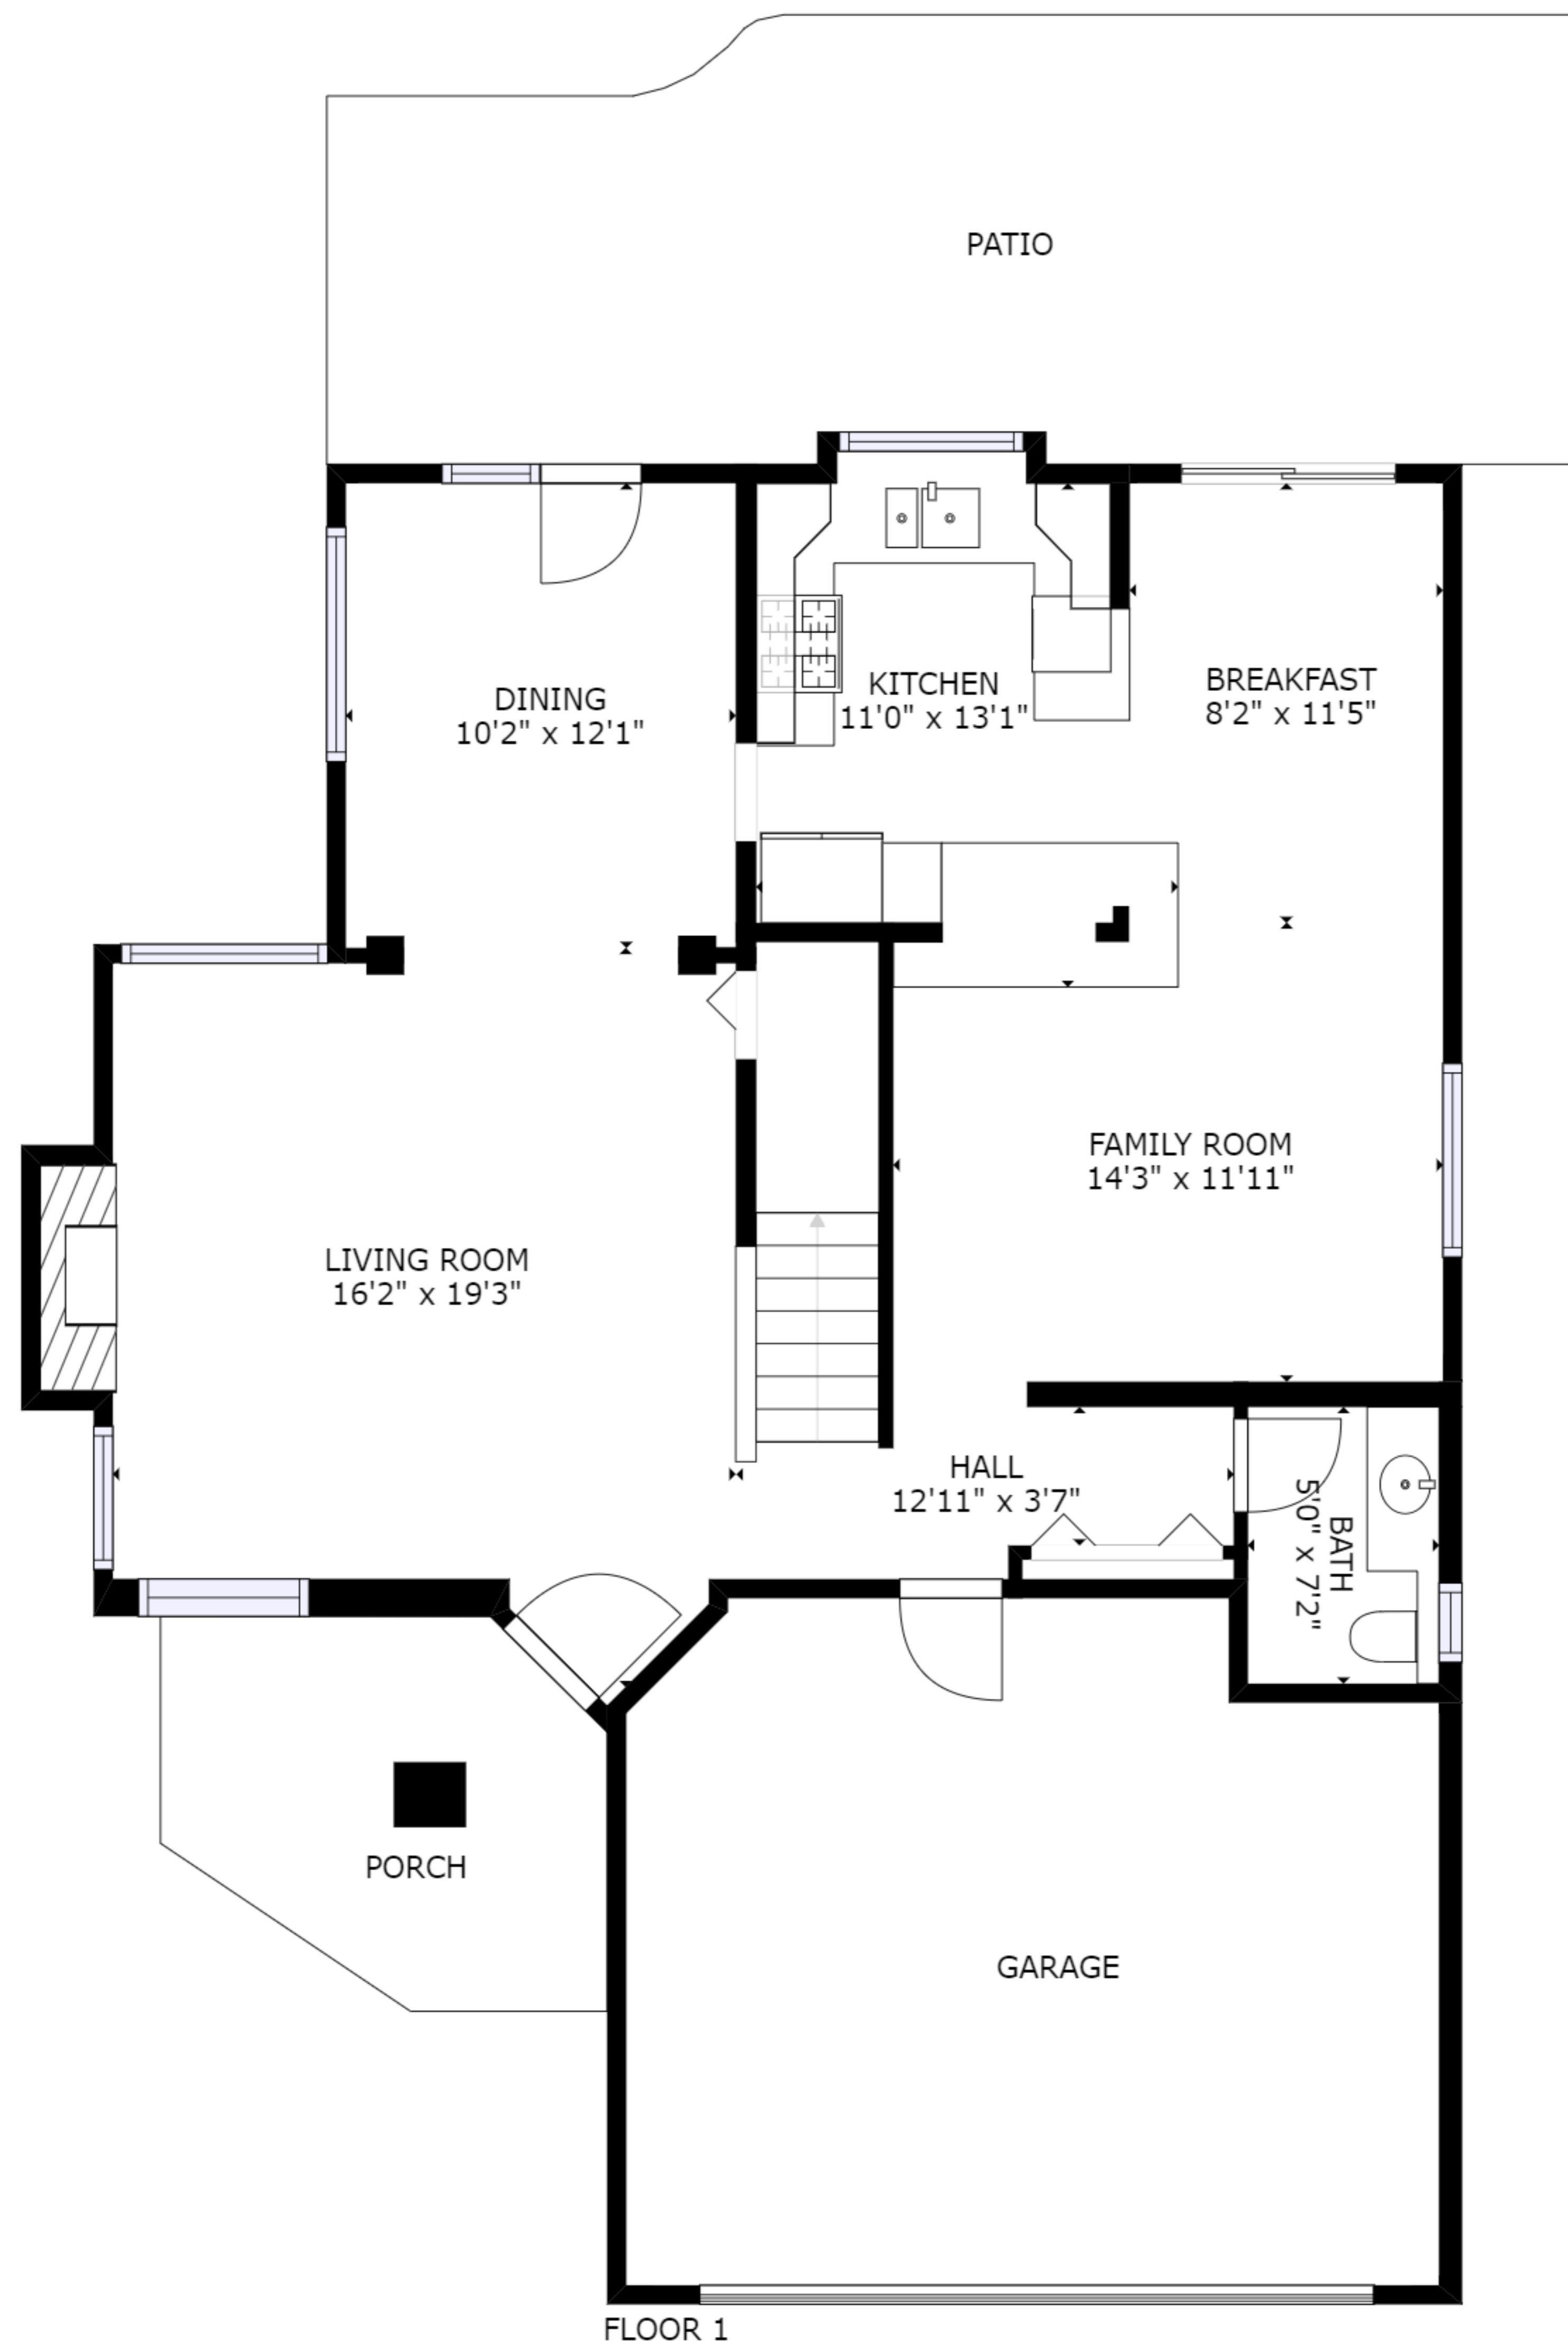 PATIO
DINING
10'2" x 12'1"
KITCHEN
11'0" x 13'1"
BREAKFAST
8'2" x 11'5"
FAMILY ROOM
14'3" x 11'11"
LIVING ROOM
16'2" x 19'3"
HALL
12'11" x 3'7"
BATH
5'0" x 7'2"
PORCH
GARAGE
FLOOR 1